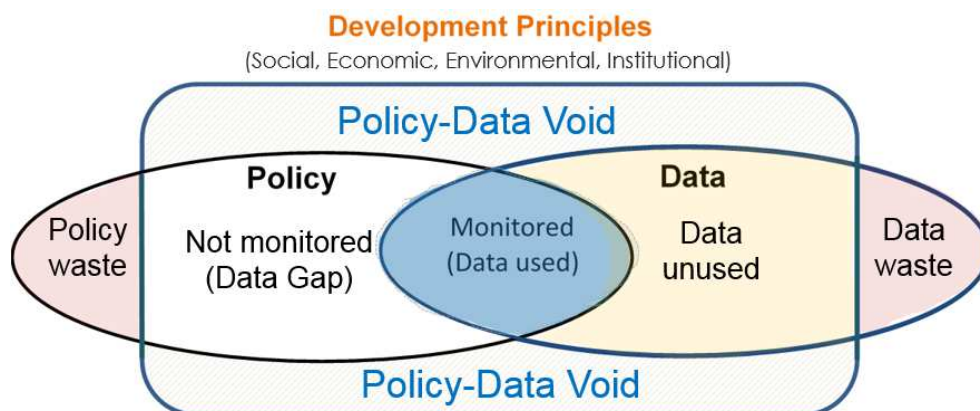 Development Principles
(Social, Economic, Environmental, Institutional)
Policy-Data Void
Policy
Data
Policy
waste
Not monitored
(Data Gap)
Monitored
(Data used)
Data
unused
Data
waste
Policy-Data Void